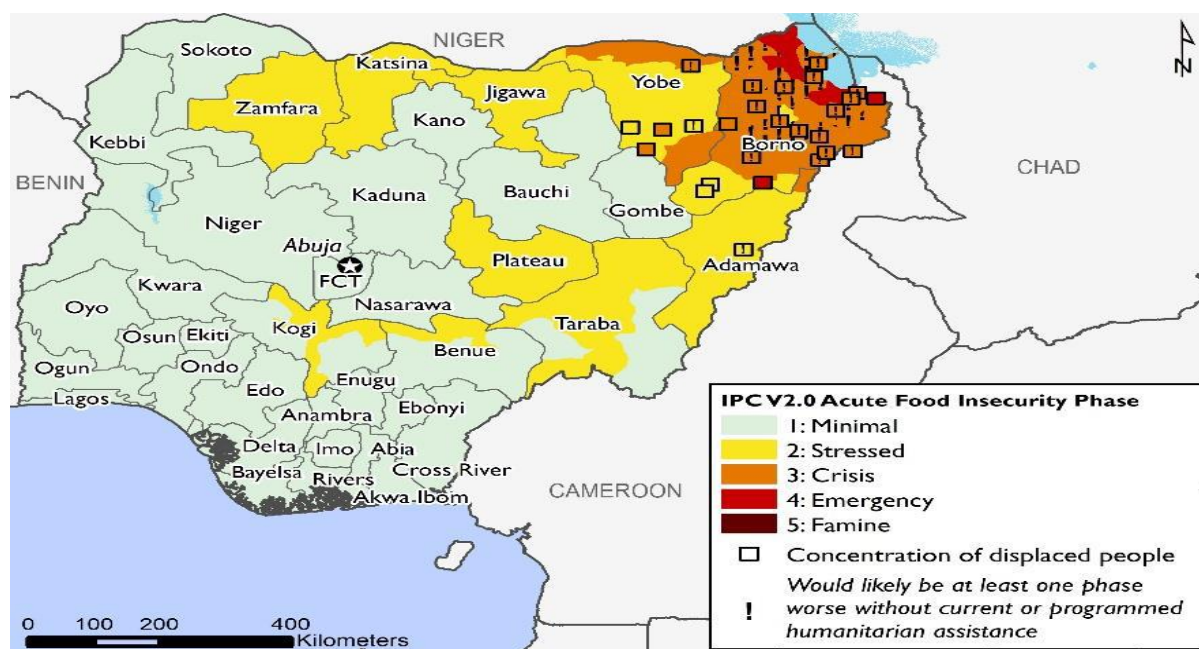 NIGER
Sokoto
Katsina
Yobe
Jigawa
Zamfara
Kano
Kebbi
Borno
BENIN
CHAD
Kaduna
Bauchi
Gombe
Niger
Abuja
FCT
Plateau
Adamawa
Kwara
Nasarawa
Oyo
Kogi
Taraba
Osun
Ekiti
Benue
Ogun
Ondo
Enugu
Lagos
Edo
Anambra
Ebonyi
Delta
Imo
Abia
Bayelsa
Rivers
Cross River
Akwa Ibom
CAMEROON
N
IPC V2.0 Acute Food Insecurity Phase
1: Minimal
2: Stressed
3: Crisis
4: Emergency
5: Famine
Concentration of displaced people
Would likely be at least one phase
! worse without current or programmed
humanitarian assistance
0 100 200 400
Kilometers